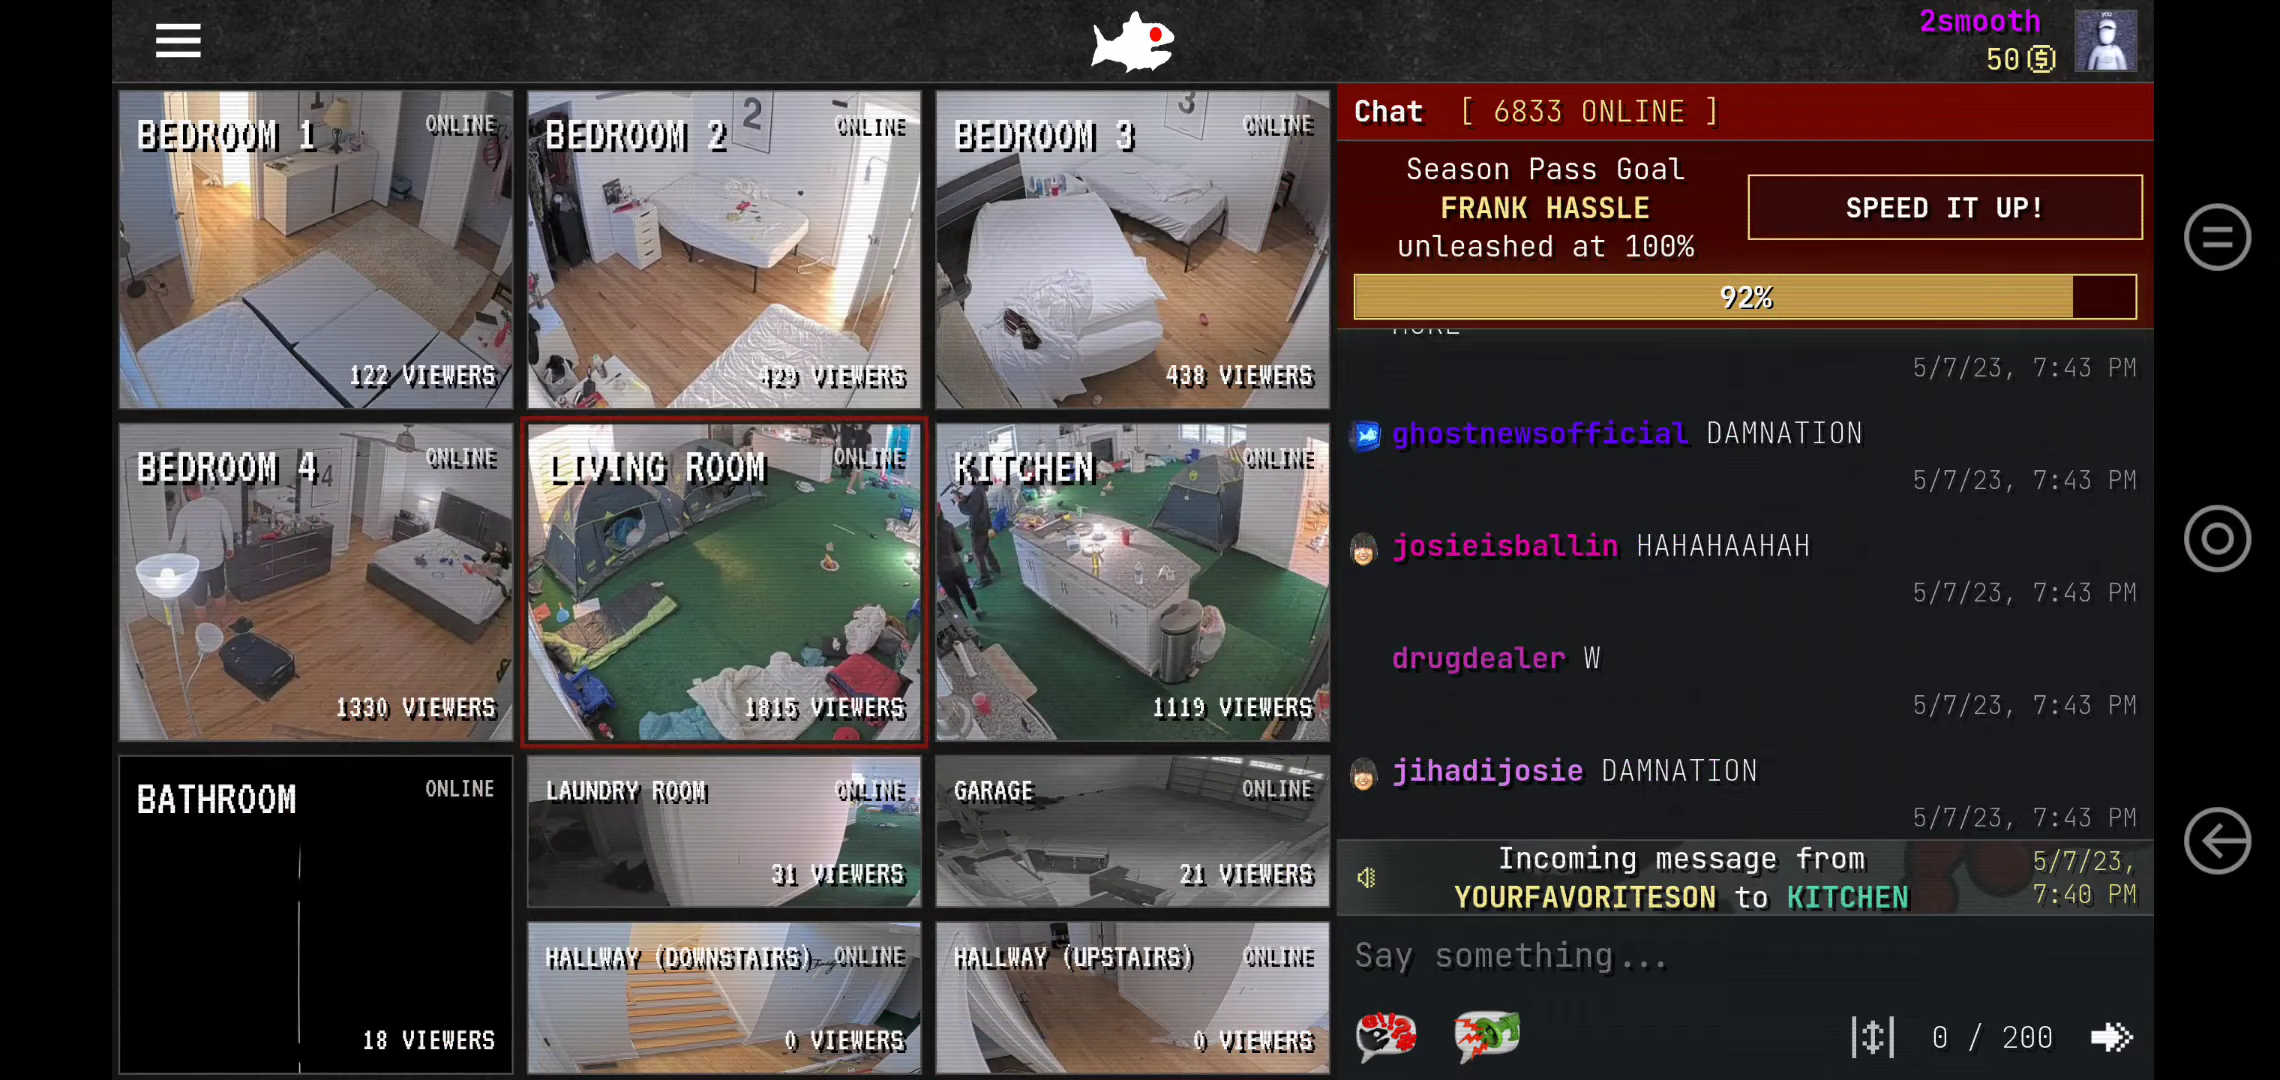 2smooth
50
BEDROOM 1
ONLINE
122 VIEWERS
BEDROOM 2
ONLINE
2
429 VIEWERS
BEDROOM 3
ONLINE
3
438 VIEWERS
BEDROOM 4
ONLINE
4
1330 VIEWERS
LIVING ROOM
ONLINE
1815 VIEWERS
KITCHEN
ONLINE
1119 VIEWERS
BATHROOM
ONLINE
18 VIEWERS
LAUNDRY ROOM
ONLINE
31 VIEWERS
GARAGE
ONLINE
21 VIEWERS
HALLWAY (DOWNSTAIRS)
ONLINE
0 VIEWERS
HALLWAY (UPSTAIRS)
ONLINE
0 VIEWERS
Chat [ 6833 ONLINE ]
Season Pass Goal
FRANK HASSLE
unleashed at 100%
SPEED IT UP!
92%
MORE
5/7/23, 7:43 PM
ghostnewsofficial DAMNATION
5/7/23, 7:43 PM
josieisballin HAHAHAAHAH
5/7/23, 7:43 PM
drugdealer W
5/7/23, 7:43 PM
jihadijosie DAMNATION
5/7/23, 7:43 PM
Incoming message from
YOURFAVORITESON to KITCHEN
5/7/23,
7:40 PM
Say something...
0 / 200